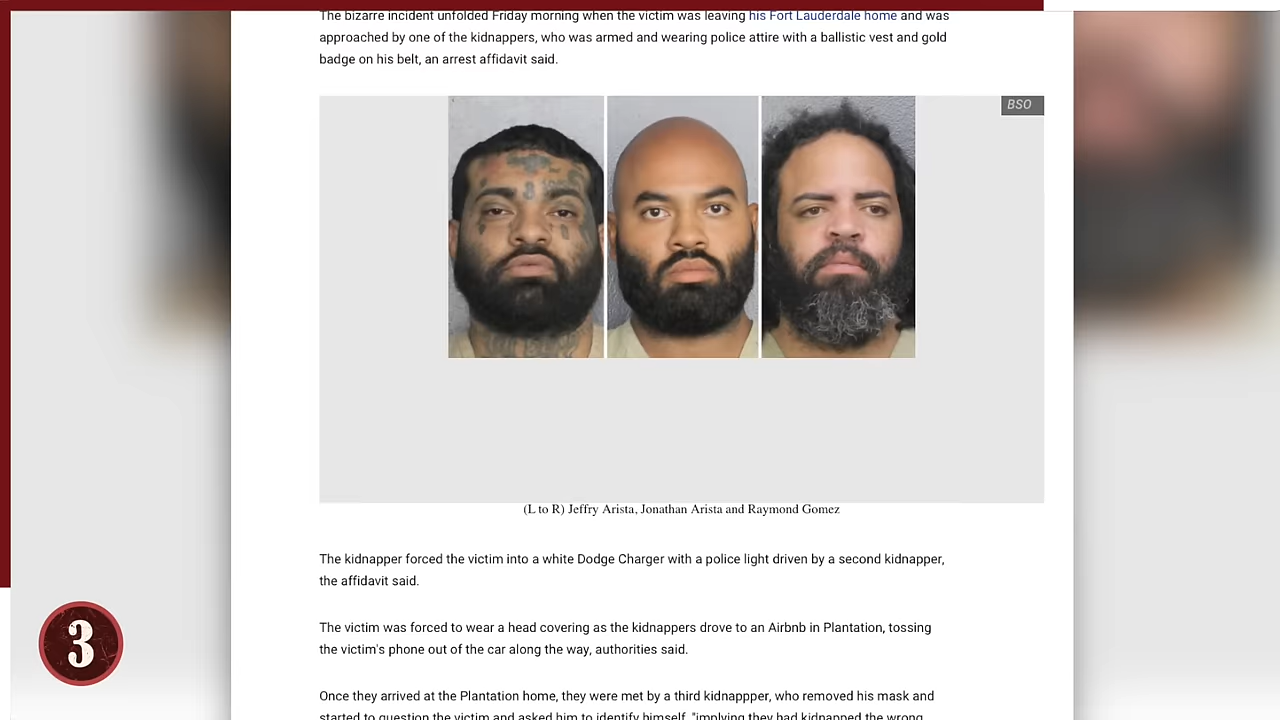 The bizarre incident unfolded Friday morning when the victim was leaving his Fort Lauderdale home and was
approached by one of the kidnappers, who was armed and wearing police attire with a ballistic vest and gold
badge on his belt, an arrest affidavit said.
BSO
(L to R) Jeffry Arista, Jonathan Arista and Raymond Gomez
The kidnapper forced the victim into a white Dodge Charger with a police light driven by a second kidnapper,
the affidavit said.
The victim was forced to wear a head covering as the kidnappers drove to an Airbnb in Plantation, tossing
the victim's phone out of the car along the way, authorities said.
3
Once they arrived at the Plantation home, they were met by a third kidnappper, who removed his mask and
started to question the victim and asked him to identify himself, "implying they had kidnapped the wrong